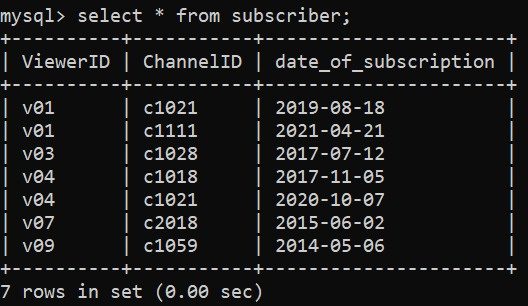 mysql> select * from subscriber;
+----------+-----------+----------------------+
| ViewerID | ChannelID | date_of_subscription |
+----------+-----------+----------------------+
| v01      | c1021     | 2019-08-18           |
| v01      | c1111     | 2021-04-21           |
| v03      | c1028     | 2017-07-12           |
| v04      | c1018     | 2017-11-05           |
| v04      | c1021     | 2020-10-07           |
| v07      | c2018     | 2015-06-02           |
| v09      | c1059     | 2014-05-06           |
+----------+-----------+----------------------+
7 rows in set (0.00 sec)